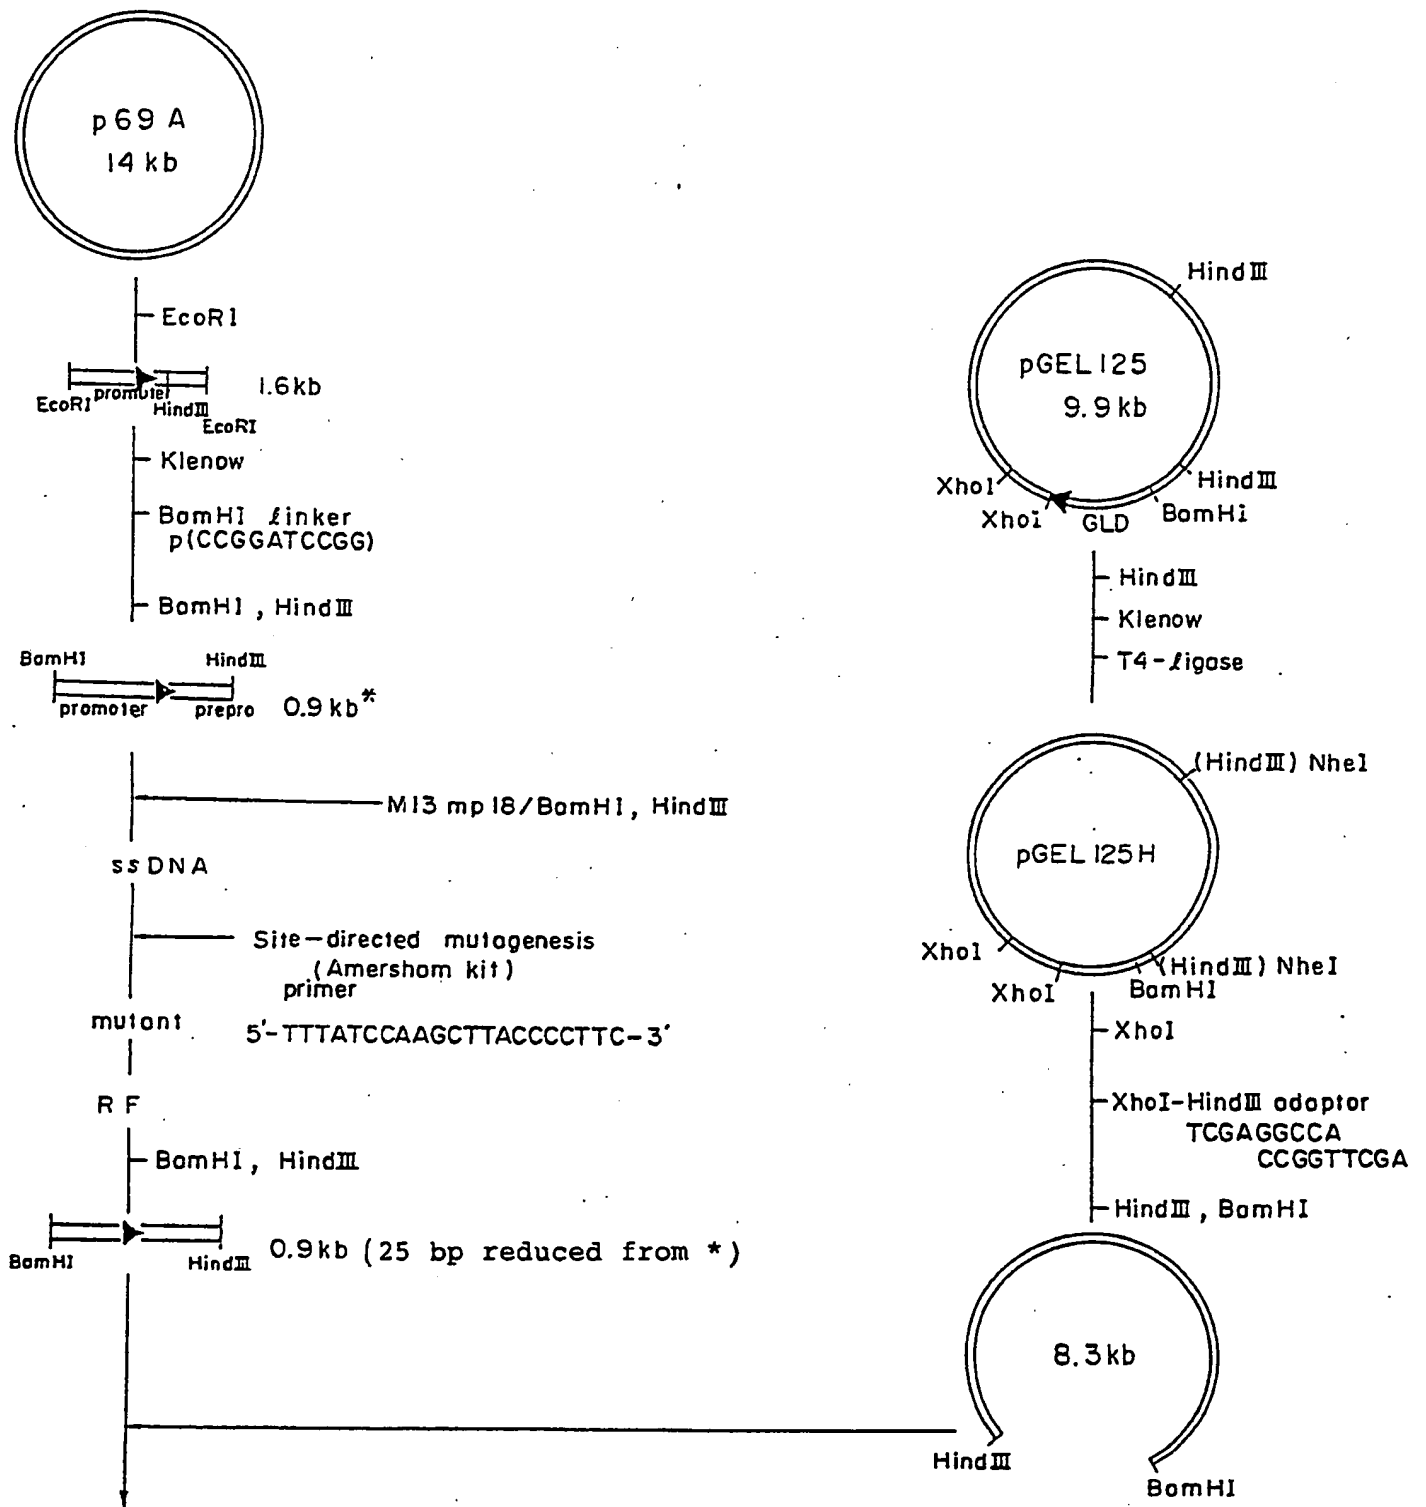 p69 A
14 kb
EcoRI
EcoRI
promoter
HindⅢ
EcoRI
1.6kb
Klenow
BamHI linker
p(CCGGATCCGG)
BamHI , HindⅢ
BamHI
HindⅢ
promoter
prepro
0.9 kb*
M13 mp 18/BamHI, HindⅢ
ssDNA
Site-directed mutagenesis
(Amersham kit)
primer
mutant
5'-TTTATCCAAGCTTACCCCTTC-3'
RF
BamHI, HindⅢ
BamHI
HindⅢ
0.9kb (25 bp reduced from *)
HindⅢ
pGEL125
9.9 kb
XhoI
XhoI
GLD
BamHI
HindⅢ
HindⅢ
Klenow
T4-ligase
(HindⅢ) NheI
pGEL125H
XhoI
XhoI
(HindⅢ) NheI
BamHI
XhoI
XhoI-HindⅢ adaptor
TCGAGGCCA
CCGGTTCGA
HindⅢ , BamHI
8.3kb
HindⅢ
BamHI